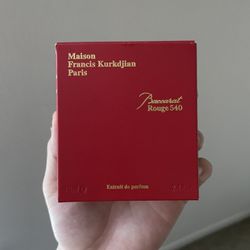 Maison
Francis Kurkdjian
Paris
Baccarat
Rouge 540
Extrait de parfum